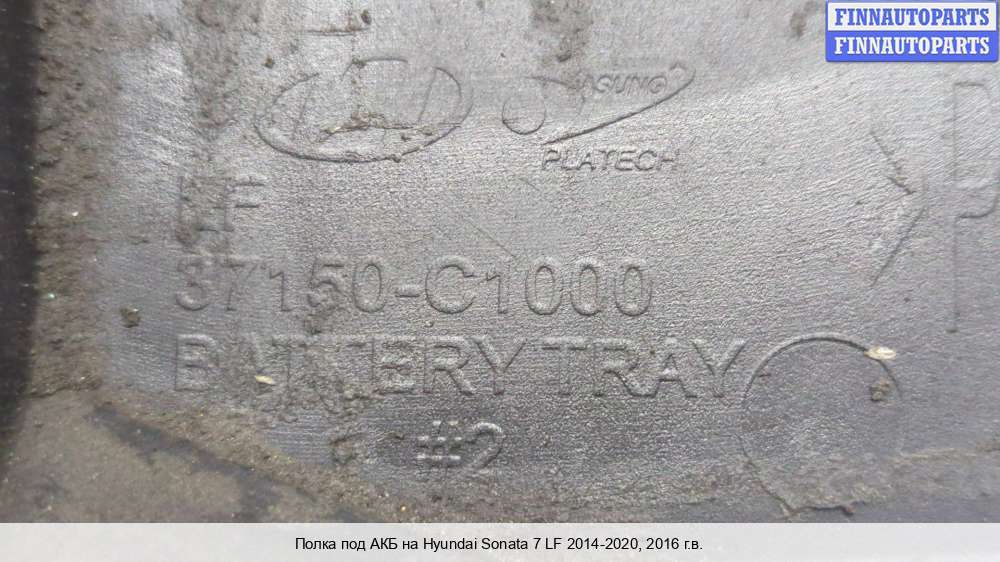 FINNAUTOPARTS
FINNAUTOPARTS
PLATECH
LF
37150-C1000
BATTERY TRAY
#2
P
Полка под АКБ на Hyundai Sonata 7 LF 2014-2020, 2016 г.в.